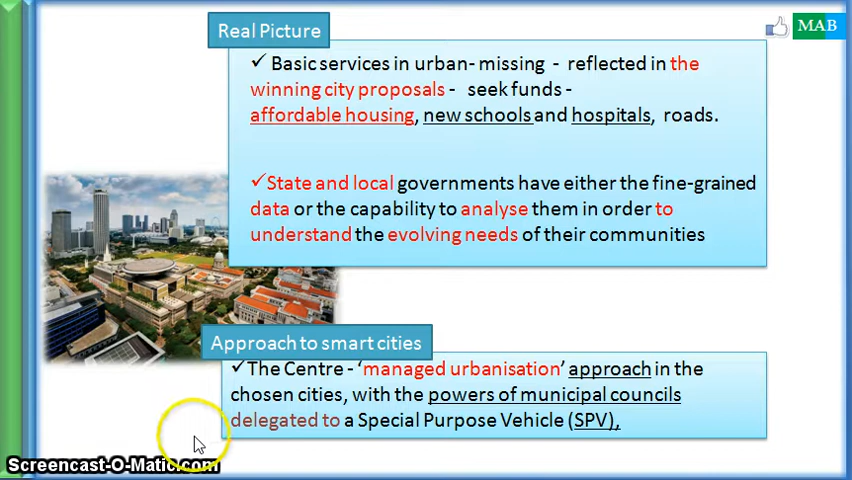 Real Picture
MAB
✓ Basic services in urban- missing - reflected in the
winning city proposals - seek funds -
affordable housing, new schools and hospitals, roads.
✓State and local governments have either the fine-grained
data or the capability to analyse them in order to
understand the evolving needs of their communities
Approach to smart cities
✓The Centre - ‘managed urbanisation’ approach in the
chosen cities, with the powers of municipal councils
delegated to a Special Purpose Vehicle (SPV),
Screencast-O-Matic.com